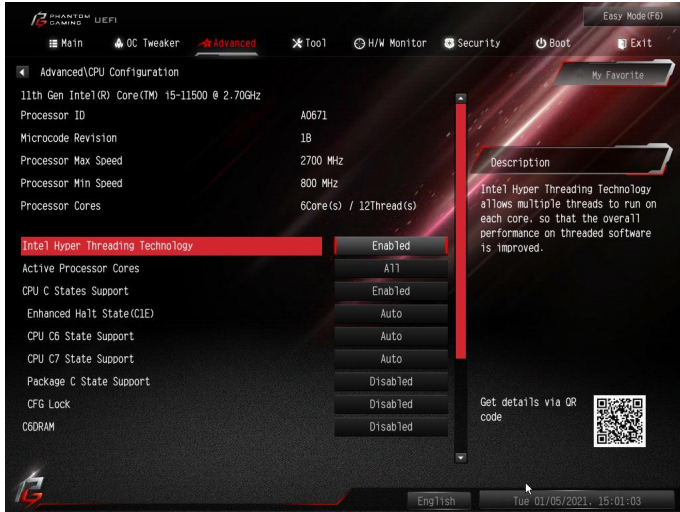 PHANTOM GAMING UEFI
Easy Mode(F6)
Main OC Tweaker Advanced Tool H/W Monitor Security Boot Exit
Advanced\CPU Configuration
My Favorite
11th Gen Intel(R) Core(TM) i5-11500 @ 2.70GHz
Processor ID A0671
Microcode Revision 1B
Processor Max Speed 2700 MHz
Processor Min Speed 800 MHz
Processor Cores 6Core(s) / 12Thread(s)
Intel Hyper Threading Technology Enabled
Active Processor Cores All
CPU C States Support Enabled
Enhanced Halt State(C1E) Auto
CPU C6 State Support Auto
CPU C7 State Support Auto
Package C State Support Disabled
CFG Lock Disabled
C6DRAM Disabled
Description
Intel Hyper Threading Technology
allows multiple threads to run on
each core, so that the overall
performance on threaded software
is improved.
Get details via QR
code
English
Tue 01/05/2021. 15:01:03